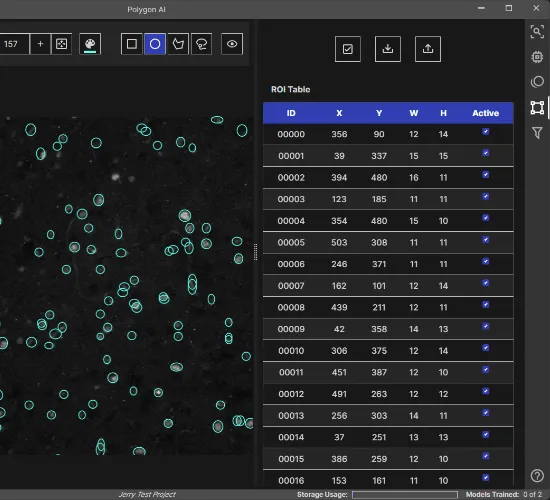 Polygon AI
157 +
ROI Table
ID X Y W H Active
00000 356 90 12 14
00001 39 337 15 15
00002 394 480 16 11
00003 123 185 11 11
00004 354 480 15 10
00005 503 308 11 11
00006 246 371 11 11
00007 162 101 12 14
00008 439 211 12 11
00009 42 358 14 13
00010 306 375 12 14
00011 451 387 12 10
00012 491 263 12 12
00013 256 303 14 11
00014 37 251 13 13
00015 386 259 12 10
00016 153 161 11 10
Jerry Test Project Storage Usage: Models Trained: 0 of 2